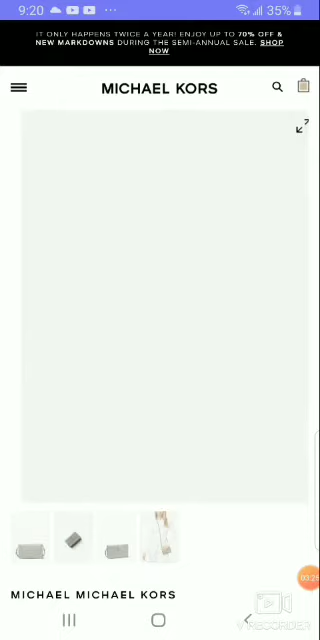 9:20 35%
IT ONLY HAPPENS TWICE A YEAR! ENJOY UP TO 70% OFF &
NEW MARKDOWNS DURING THE SEMI-ANNUAL SALE. SHOP
NOW
MICHAEL KORS
MICHAEL MICHAEL KORS
V RECORDER